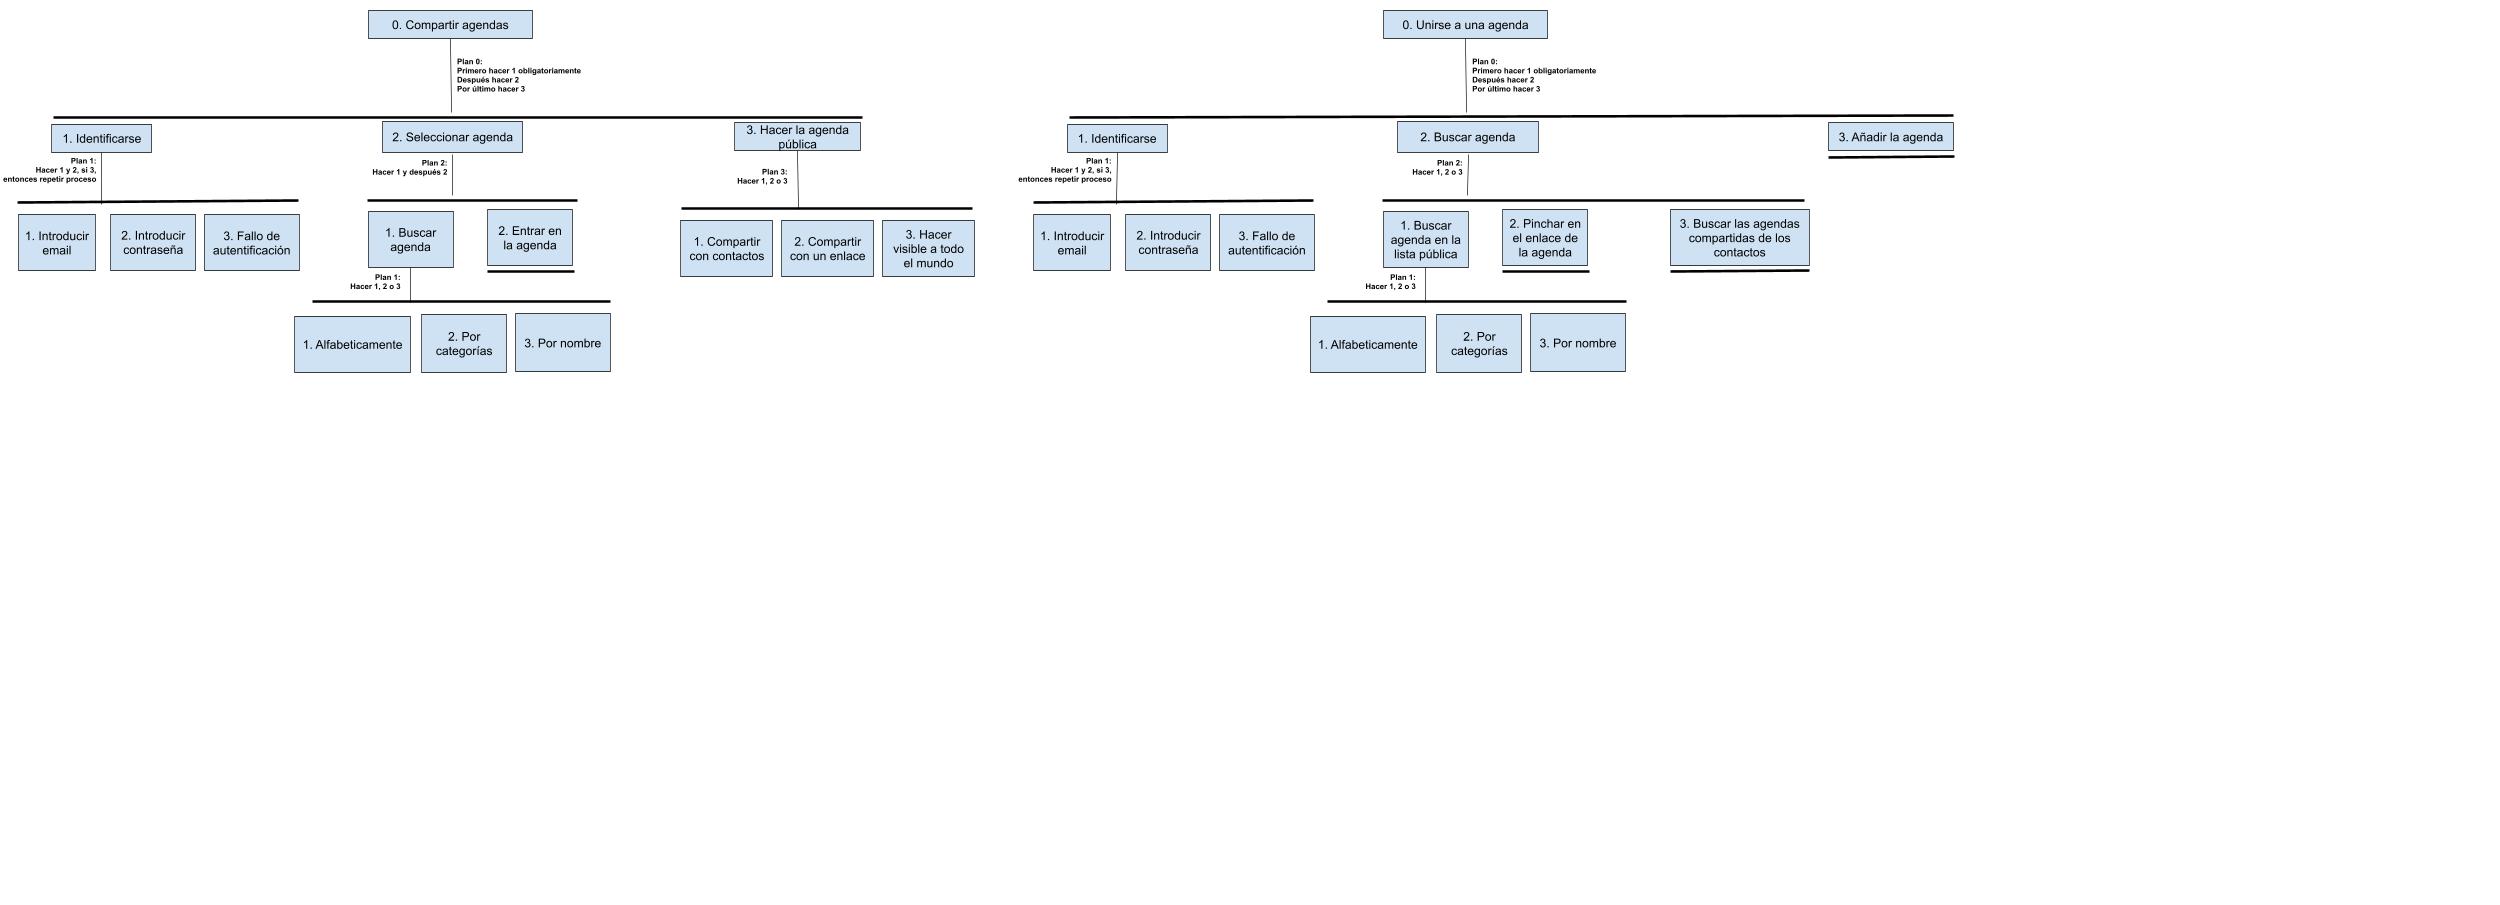 0. Compartir agendas
Plan 0:
Primero hacer 1 obligatoriamente
Después hacer 2
Por último hacer 3
1. Identificarse
2. Seleccionar agenda
3. Hacer la agenda
pública
Plan 1:
Hacer 1 y 2, si 3,
entonces repetir proceso
Plan 2:
Hacer 1 y después 2
Plan 3:
Hacer 1, 2 o 3
1. Introducir
email
2. Introducir
contraseña
3. Fallo de
autentificación
1. Buscar
agenda
2. Entrar en
la agenda
1. Compartir
con contactos
2. Compartir
con un enlace
3. Hacer
visible a todo
el mundo
Plan 1:
Hacer 1, 2 o 3
1. Alfabeticamente
2. Por
categorías
3. Por nombre
0. Unirse a una agenda
Plan 0:
Primero hacer 1 obligatoriamente
Después hacer 2
Por último hacer 3
1. Identificarse
2. Buscar agenda
3. Añadir la agenda
Plan 1:
Hacer 1 y 2, si 3,
entonces repetir proceso
Plan 2:
Hacer 1, 2 o 3
1. Introducir
email
2. Introducir
contraseña
3. Fallo de
autentificación
1. Buscar
agenda en la
lista pública
2. Pinchar en
el enlace de
la agenda
3. Buscar las agendas
compartidas de los
contactos
Plan 1:
Hacer 1, 2 o 3
1. Alfabeticamente
2. Por
categorías
3. Por nombre